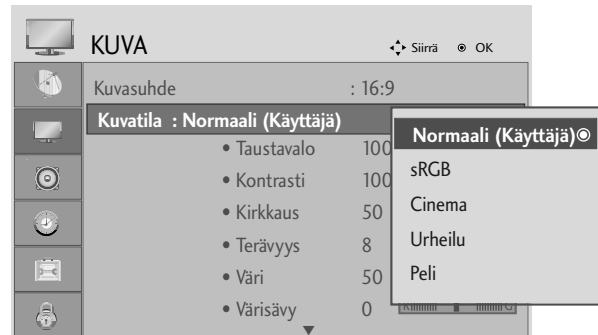 KUVA
Siirrä OK
Kuvasuhde : 16:9
Kuvatila : Normaali (Käyttäjä)
• Taustavalo 100
• Kontrasti 100
• Kirkkaus 50
• Terävyys 8
• Väri 50
• Värisävy 0
Normaali (Käyttäjä)
sRGB
Cinema
Urheilu
Peli